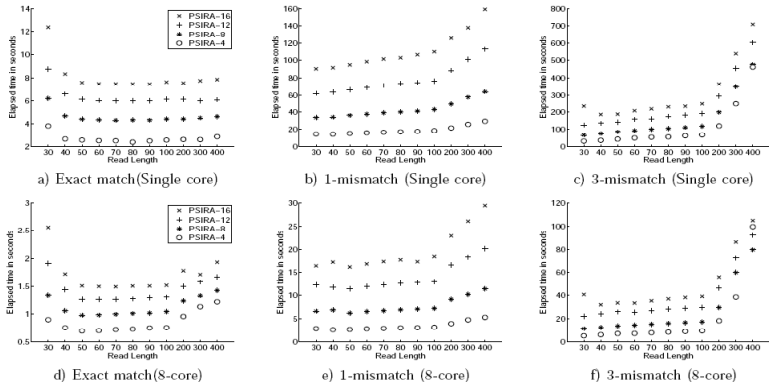 14
12
10
8
6
4
2
Elapsed time in seconds
30 40 50 60 70 80 90 100 200 300 400
Read Length
× PSIRA-16
+ PSIRA-12
* PSIRA-8
○ PSIRA-4
a) Exact match(Single core)
160
140
120
100
80
60
40
20
0
Elapsed time in seconds
30 40 50 60 70 80 90 100 200 300 400
Read Length
b) 1-mismatch (Single core)
800
700
600
500
400
300
200
100
0
Elapsed time in seconds
30 40 50 60 70 80 90 100 200 300 400
Read Length
c) 3-mismatch (Single core)
3
2.5
2
1.5
1
0.5
Elapsed time in seconds
30 40 50 60 70 80 90 100 200 300 400
Read Length
× PSIRA-16
+ PSIRA-12
* PSIRA-8
○ PSIRA-4
d) Exact match(8-core)
30
25
20
15
10
5
0
Elapsed time in seconds
30 40 50 60 70 80 90 100 200 300 400
Read Length
e) 1-mismatch (8-core)
120
100
80
60
40
20
0
Elapsed time in seconds
30 40 50 60 70 80 90 100 200 300 400
Read Length
f) 3-mismatch (8-core)